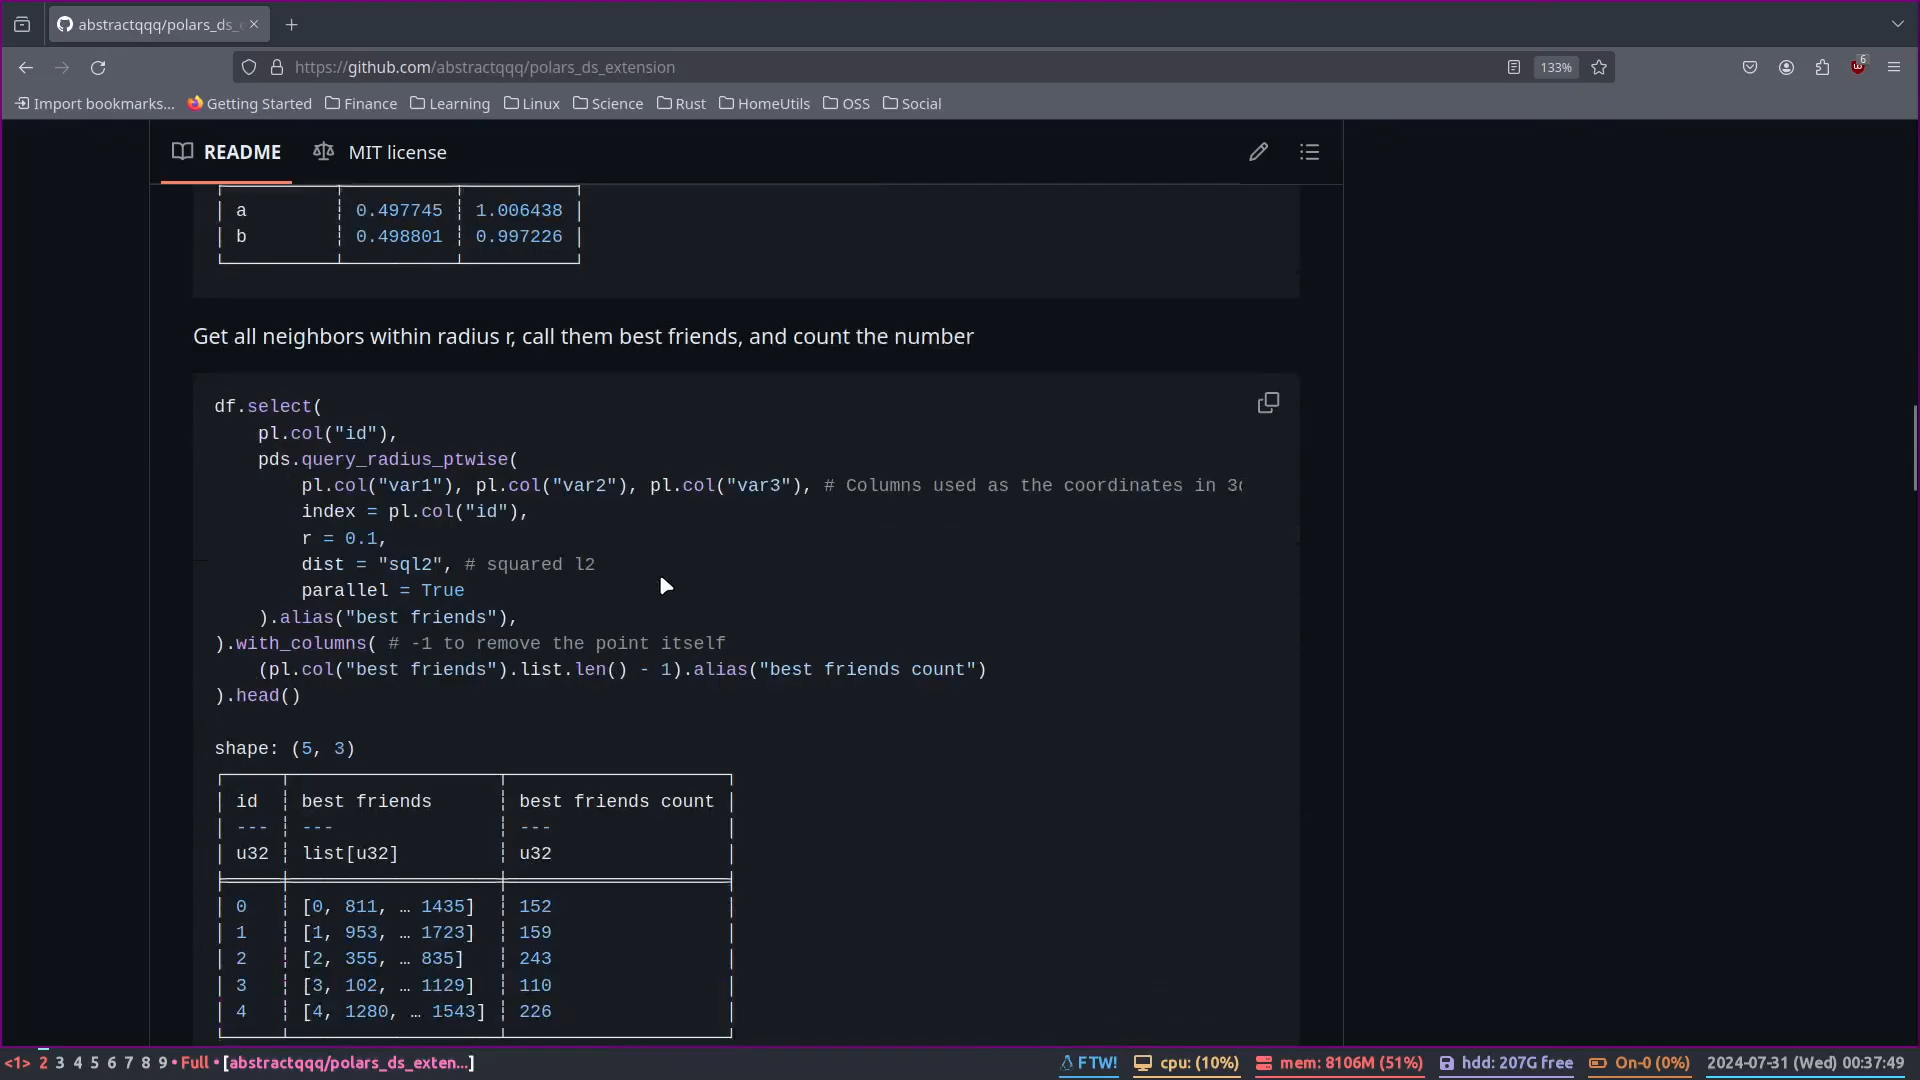 abstractqqq/polars_ds_
https://github.com/abstractqqq/polars_ds_extension
133%
6
Import bookmarks...
Getting Started
Finance
Learning
Linux
Science
Rust
HomeUtils
OSS
Social
README
MIT license
a ┆ 0.497745 ┆ 1.006438
b ┆ 0.498801 ┆ 0.997226
Get all neighbors within radius r, call them best friends, and count the number
df.select(
pl.col("id"),
pds.query_radius_ptwise(
pl.col("var1"), pl.col("var2"), pl.col("var3"), # Columns used as the coordinates in 3d
index = pl.col("id"),
r = 0.1,
dist = "sql2", # squared l2
parallel = True
).alias("best friends"),
).with_columns( # -1 to remove the point itself
(pl.col("best friends").list.len() - 1).alias("best friends count")
).head()
shape: (5, 3)
│ id ┆ best friends ┆ best friends count │
│ --- ┆ --- ┆ --- │
│ u32 ┆ list[u32] ┆ u32 │
│ 0 ┆ [0, 811, … 1435] ┆ 152 │
│ 1 ┆ [1, 953, … 1723] ┆ 159 │
│ 2 ┆ [2, 355, … 835] ┆ 243 │
│ 3 ┆ [3, 102, … 1129] ┆ 110 │
│ 4 ┆ [4, 1280, … 1543] ┆ 226 │
<1> 2 3 4 5 6 7 8 9 • Full • [abstractqqq/polars_ds_exten...]
FTW!
cpu: (10%)
mem: 8106M (51%)
hdd: 207G free
On-0 (0%)
2024-07-31 (Wed) 00:37:49